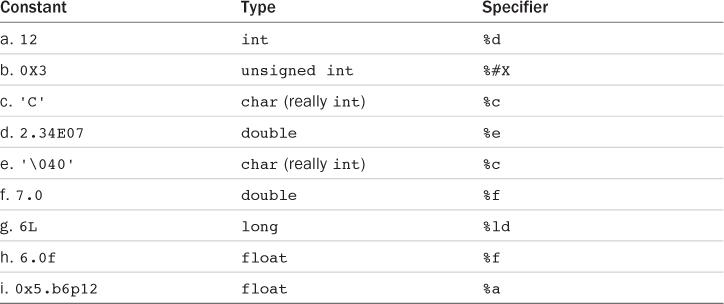 Constant Type Specifier
a. 12 int %d
b. 0X3 unsigned int %#X
c. 'C' char (really int) %c
d. 2.34E07 double %e
e. '\040' char (really int) %c
f. 7.0 double %f
g. 6L long %ld
h. 6.0f float %f
i. 0x5.b6p12 float %a